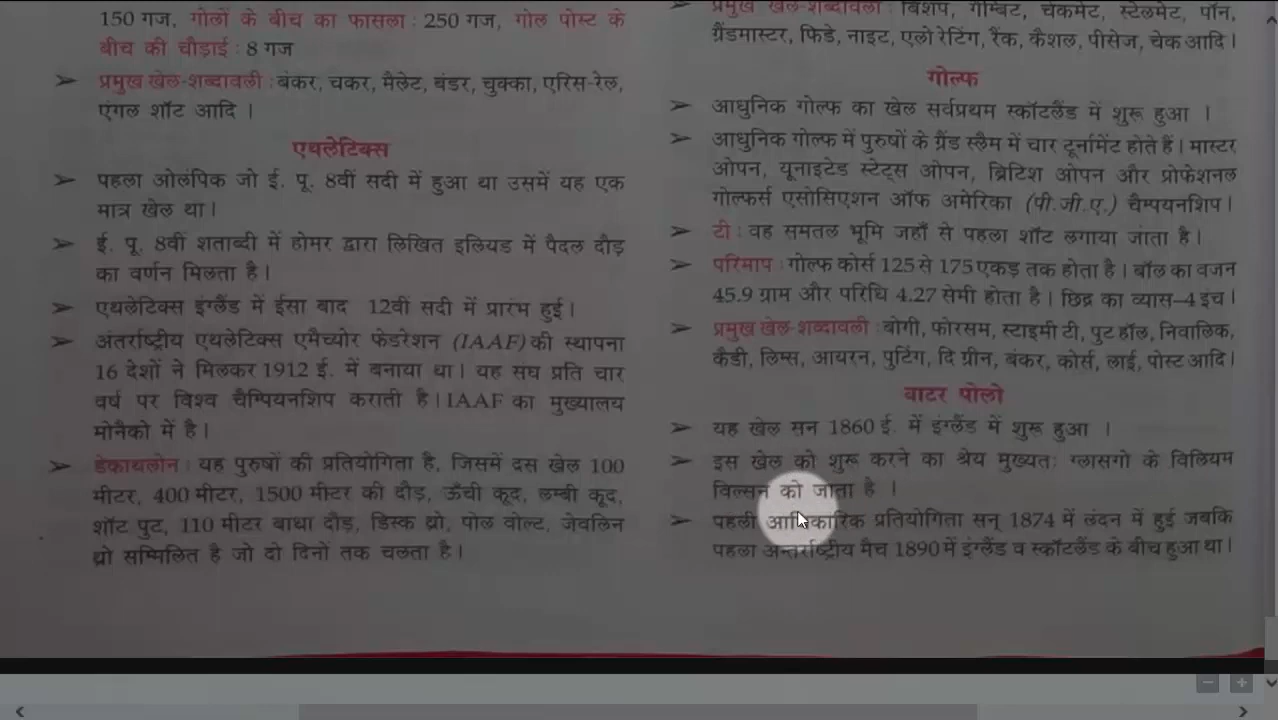 150 गज, गोलों के बीच का फासला : 250 गज, गोल पोस्ट के
बीच की चौड़ाई : 8 गज
➢ प्रमुख खेल-शब्दावली : बंकर, चकर, मैलेट, बंडर, चुक्का, एरिस-रेल,
एंगल शॉट आदि ।
एथलेटिक्स
➢ पहला ओलंपिक जो ई. पू. 8वीं सदी में हुआ था उसमें यह एक
मात्र खेल था ।
➢ ई. पू. 8वीं शताब्दी में होमर द्वारा लिखित इलियड में पैदल दौड़
का वर्णन मिलता है ।
➢ एथलेटिक्स इंग्लैंड में ईसा बाद 12वीं सदी में प्रारंभ हुई ।
➢ अंतर्राष्ट्रीय एथलेटिक्स एमैच्योर फेडरेशन (IAAF) की स्थापना
16 देशों ने मिलकर 1912 ई. में बनाया था । यह संघ प्रति चार
वर्ष पर विश्व चैम्पियनशिप कराती है । IAAF का मुख्यालय
मोनैको में है ।
➢ डेकाथलोन : यह पुरुषों की प्रतियोगिता है, जिसमें दस खेल 100
मीटर, 400 मीटर, 1500 मीटर की दौड़, ऊँची कूद, लम्बी कूद,
शॉट पुट, 110 मीटर बाधा दौड़, डिस्क थ्रो, पोल वोल्ट, जेवलिन
थ्रो सम्मिलित है जो दो दिनों तक चलता है ।
➢ प्रमुख खेल-शब्दावली : बिशप, गैम्बिट, चेकमेट, स्टेलमेट, पॉन,
ग्रैंडमास्टर, फिडे, नाइट, एलो रेटिंग, रैंक, कैशल, पीसेज, चेक आदि ।
गोल्फ
➢ आधुनिक गोल्फ का खेल सर्वप्रथम स्कॉटलैंड में शुरू हुआ ।
➢ आधुनिक गोल्फ में पुरुषों के ग्रैंड स्लैम में चार टूर्नामेंट होते हैं । मास्टर
ओपन, यूनाइटेड स्टेट्स ओपन, ब्रिटिश ओपन और प्रोफेशनल
गोल्फर्स एसोसिएशन ऑफ अमेरिका (पी.जी.ए.) चैम्पयनशिप ।
➢ टी : वह समतल भूमि जहाँ से पहला शॉट लगाया जाता है ।
➢ परिमाप : गोल्फ कोर्स 125 से 175 एकड़ तक होता है । बॉल का वजन
45.9 ग्राम और परिधि 4.27 सेमी होता है । छिद्र का व्यास–4 इंच ।
➢ प्रमुख खेल-शब्दावली : बोगी, फोरसम, स्टाइमी टी, पुट हॉल, निवालिक,
कैडी, लिम्स, आयरन, पुटिंग, दि ग्रीन, बंकर, कोर्स, लाई, पोस्ट आदि ।
वाटर पोलो
➢ यह खेल सन 1860 ई. में इंग्लैंड में शुरू हुआ ।
➢ इस खेल को शुरू करने का श्रेय मुख्यतः ग्लासगो के विलियम
विल्सन को जाता है ।
➢ पहली आधिकारिक प्रतियोगिता सन् 1874 में लंदन में हुई जबकि
पहला अन्तर्राष्ट्रीय मैच 1890 में इंग्लैंड व स्कॉटलैंड के बीच हुआ था ।